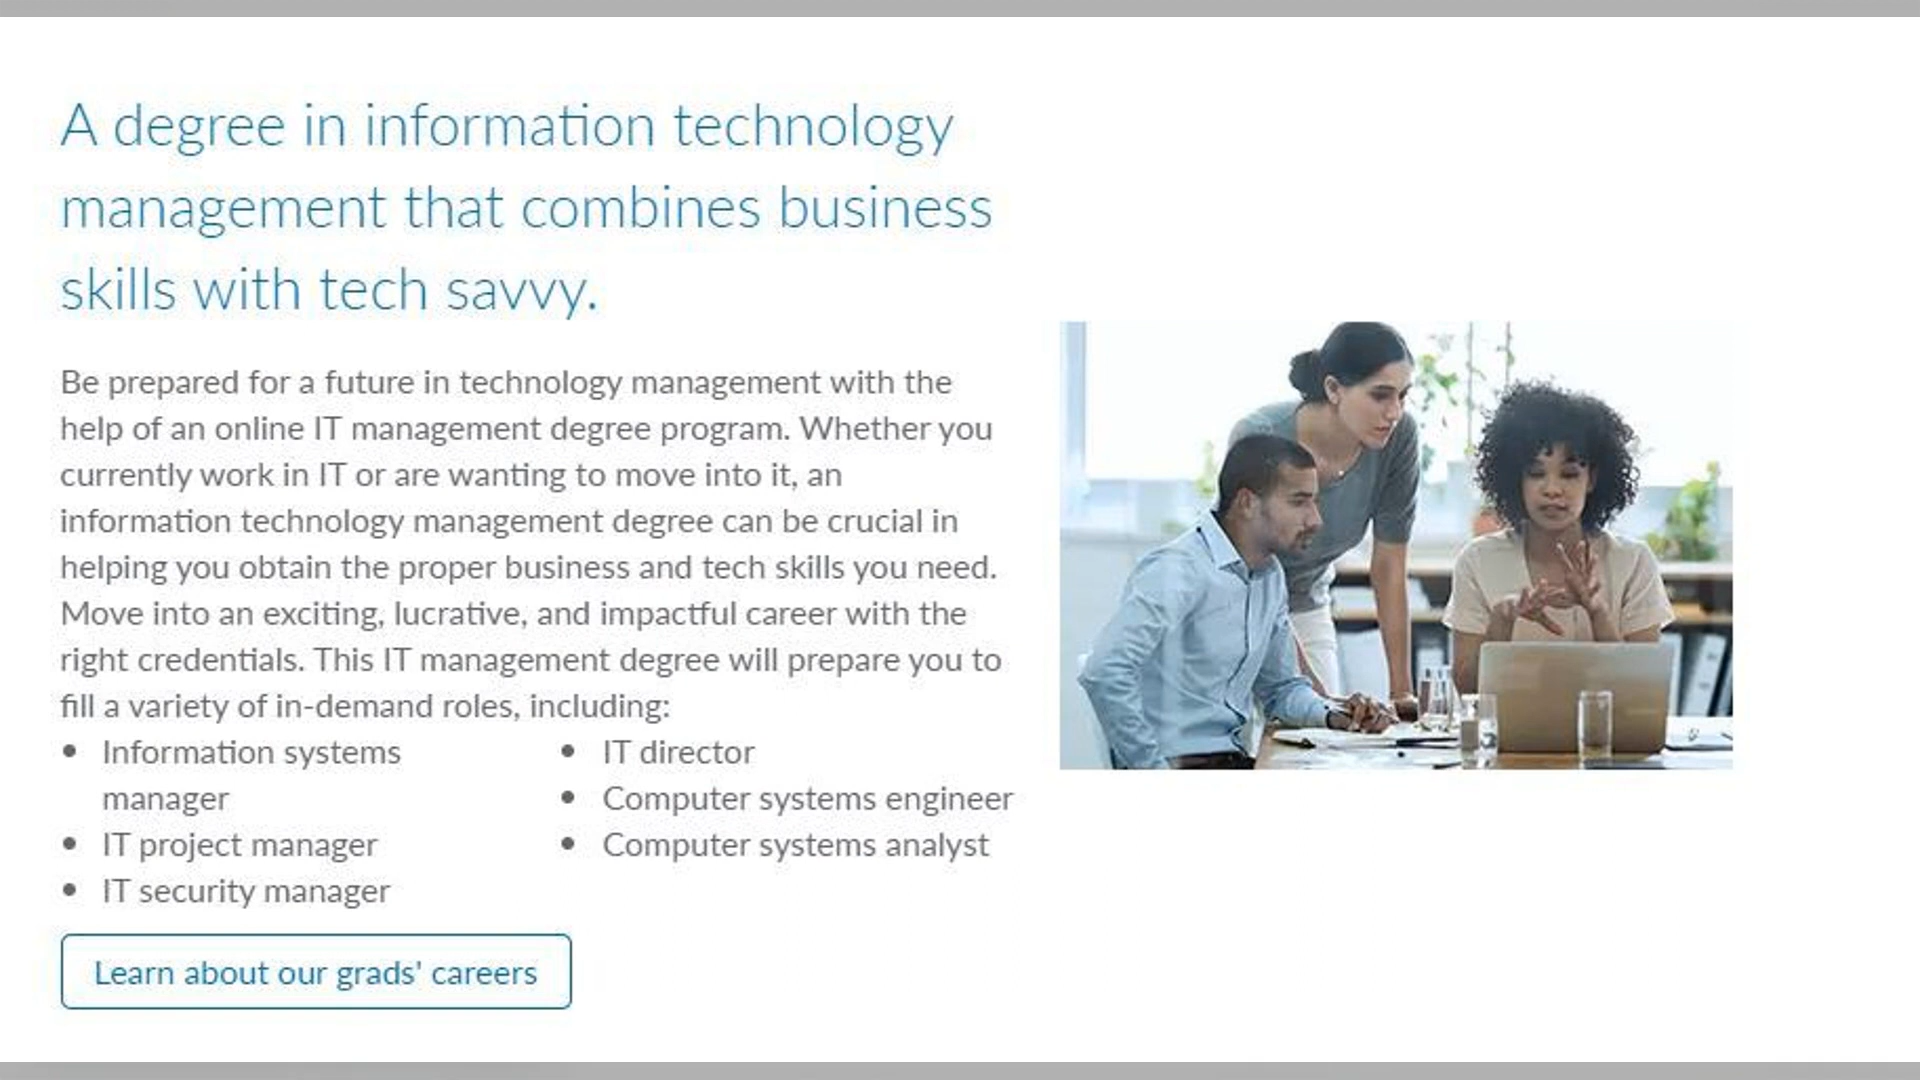 A degree in information technology
management that combines business
skills with tech savvy.
Be prepared for a future in technology management with the
help of an online IT management degree program. Whether you
currently work in IT or are wanting to move into it, an
information technology management degree can be crucial in
helping you obtain the proper business and tech skills you need.
Move into an exciting, lucrative, and impactful career with the
right credentials. This IT management degree will prepare you to
fill a variety of in-demand roles, including:
• Information systems
manager
• IT project manager
• IT security manager
• IT director
• Computer systems engineer
• Computer systems analyst
Learn about our grads' careers